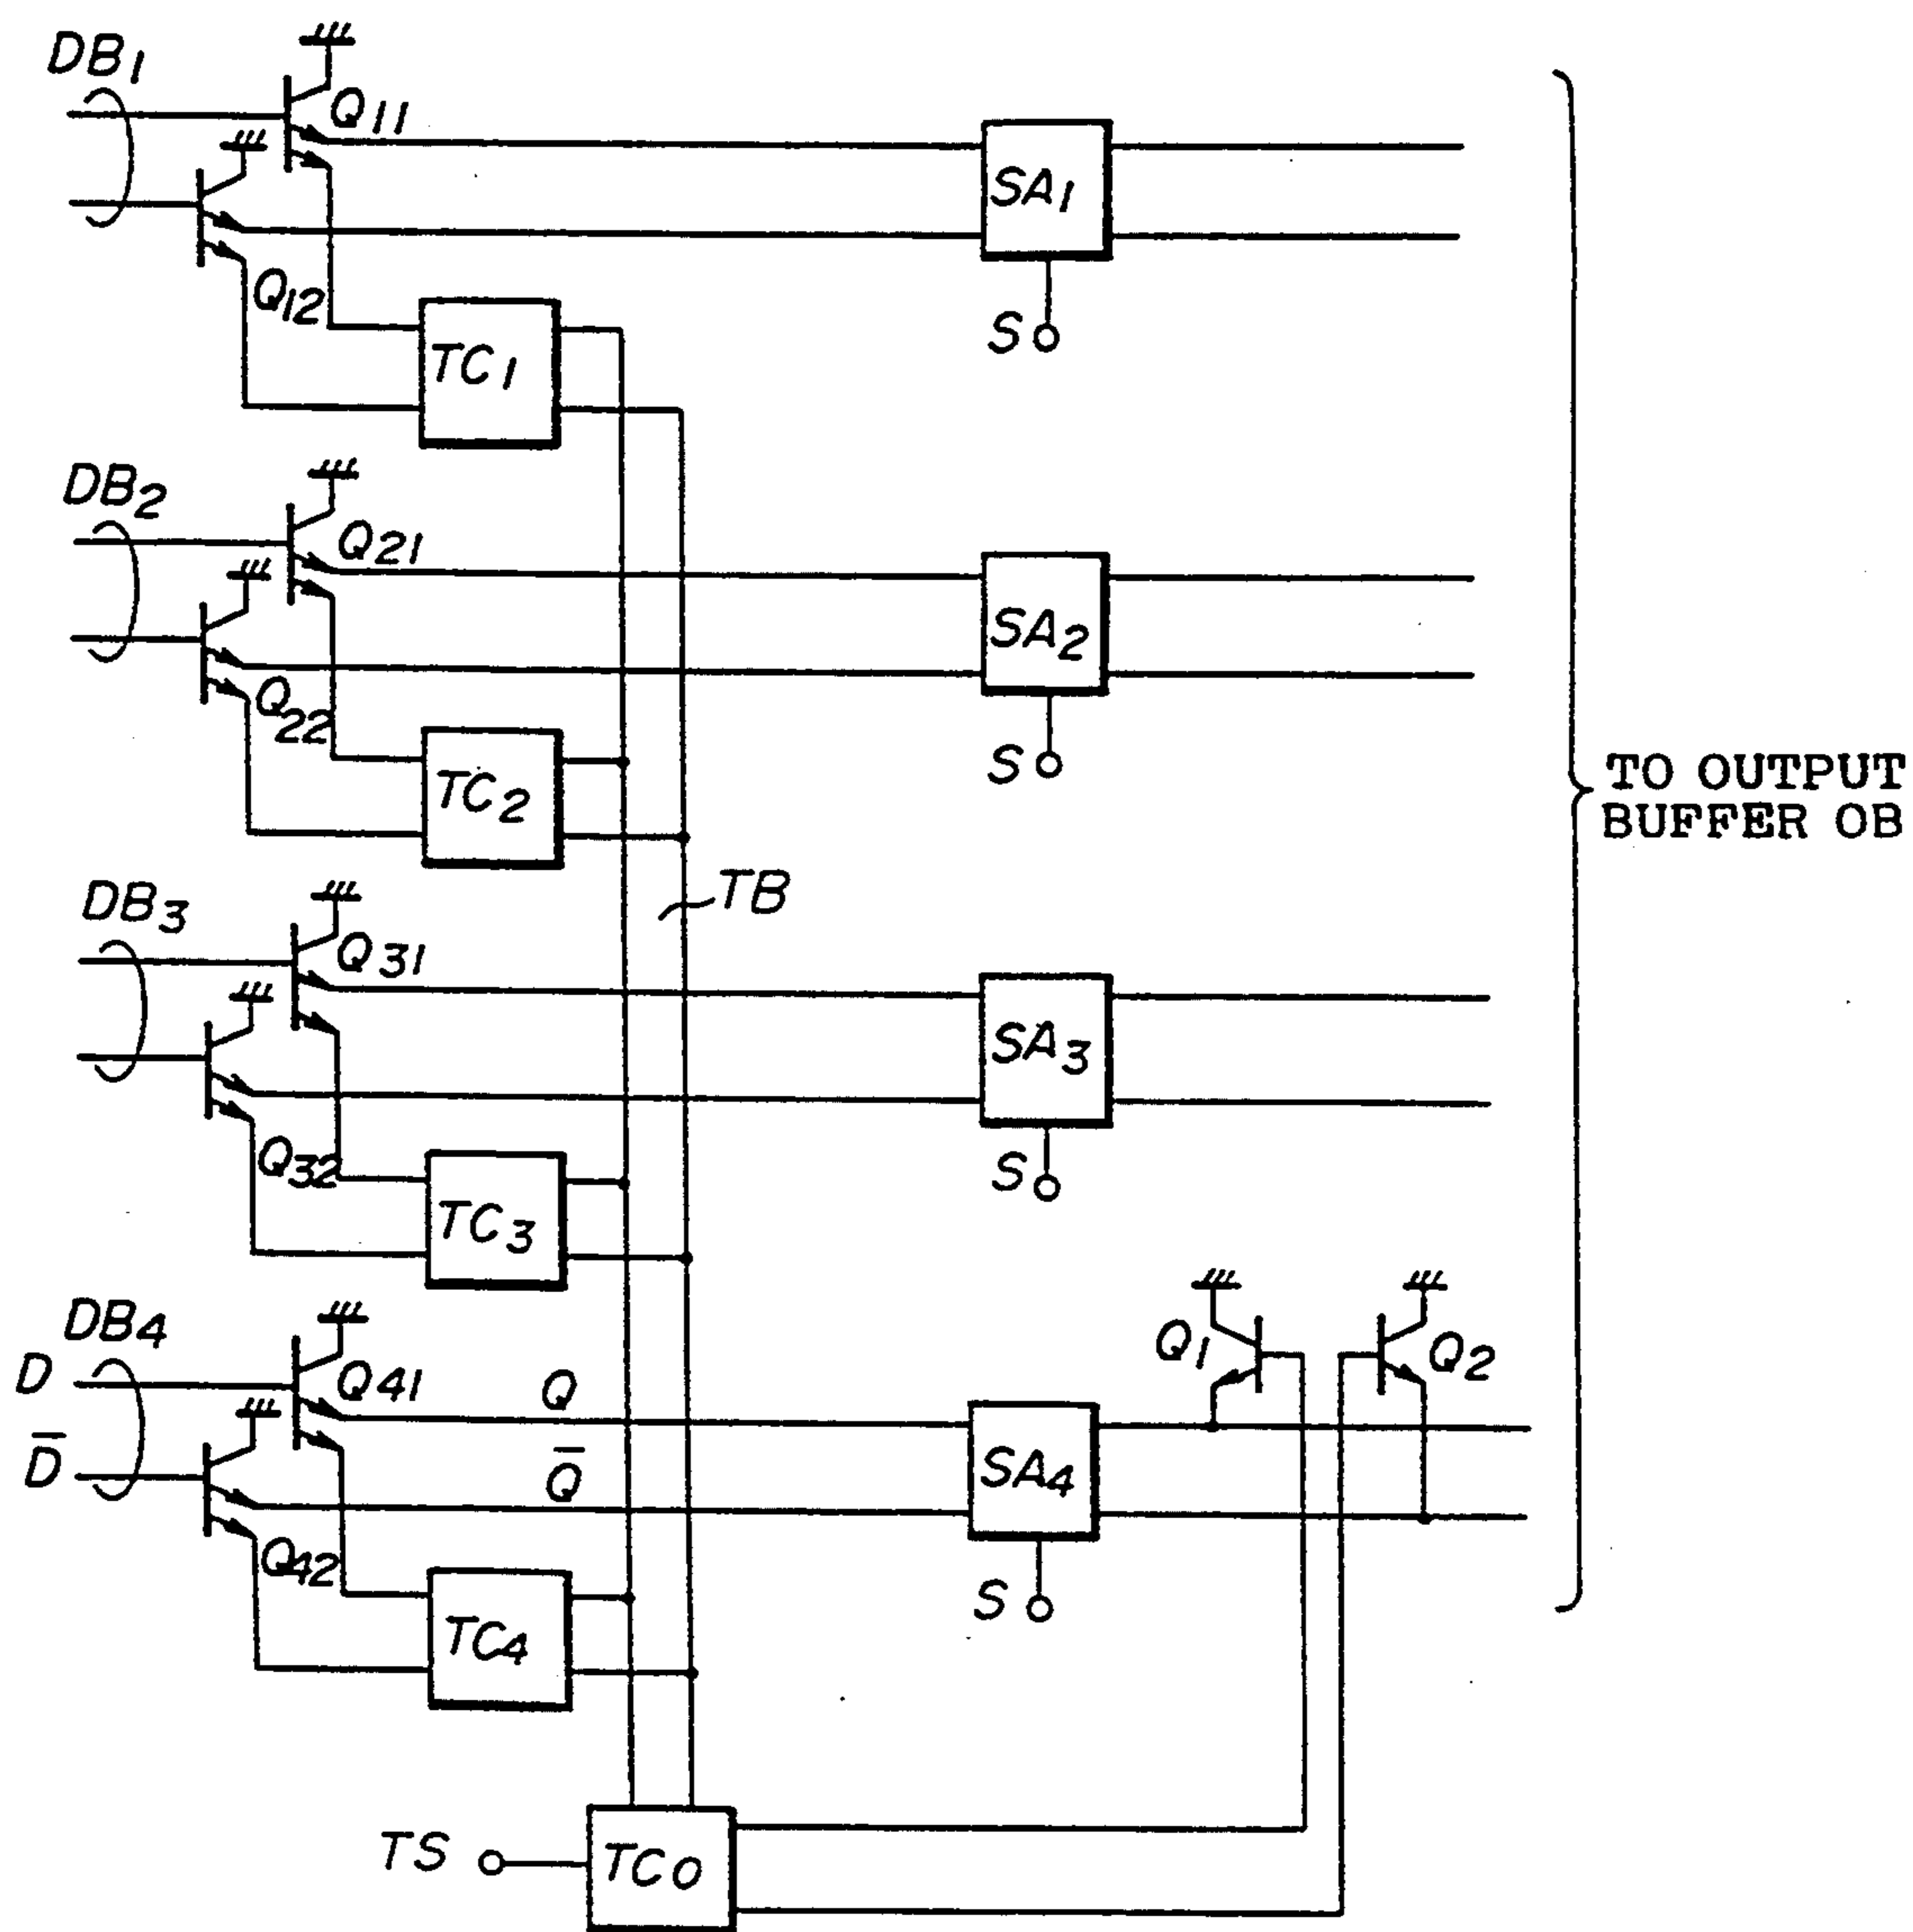 DB1
Q11
SA1
Q12
S
TC1
DB2
Q21
SA2
Q22
S
TC2
TO OUTPUT
BUFFER OB
TB
DB3
Q31
SA3
Q32
S
TC3
DB4
Q1
Q2
D
Q41
Q
D̅
Q̅
SA4
Q42
S
TC4
TS
TC0